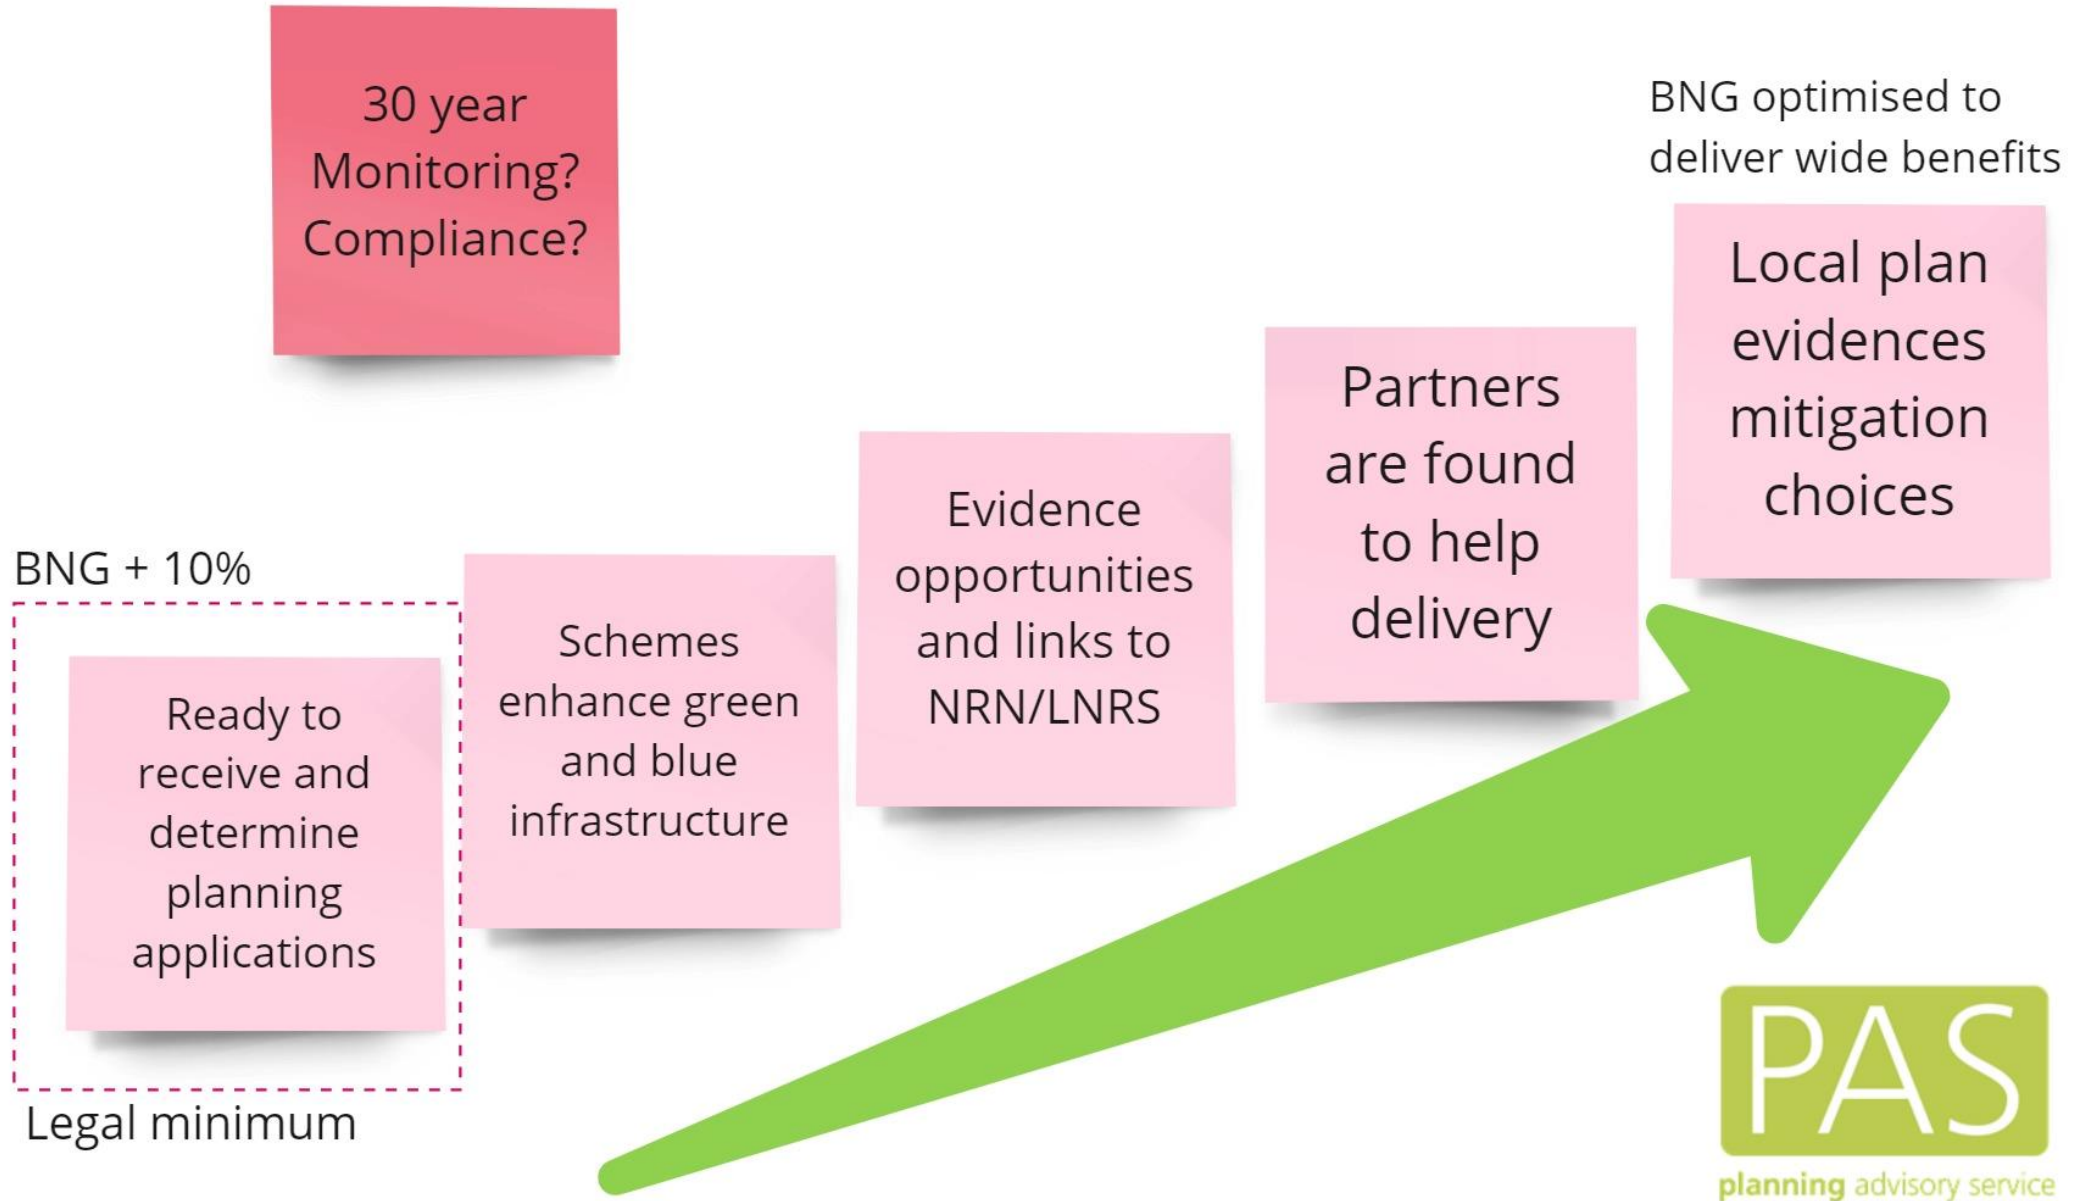 30 year
Monitoring?
Compliance?
BNG optimised to
deliver wide benefits
Local plan
evidences
mitigation
choices
Partners
are found
to help
delivery
Evidence
opportunities
and links to
NRN/LNRS
BNG + 10%
Schemes
enhance green
and blue
infrastructure
Ready to
receive and
determine
planning
applications
Legal minimum
PAS
planning advisory service